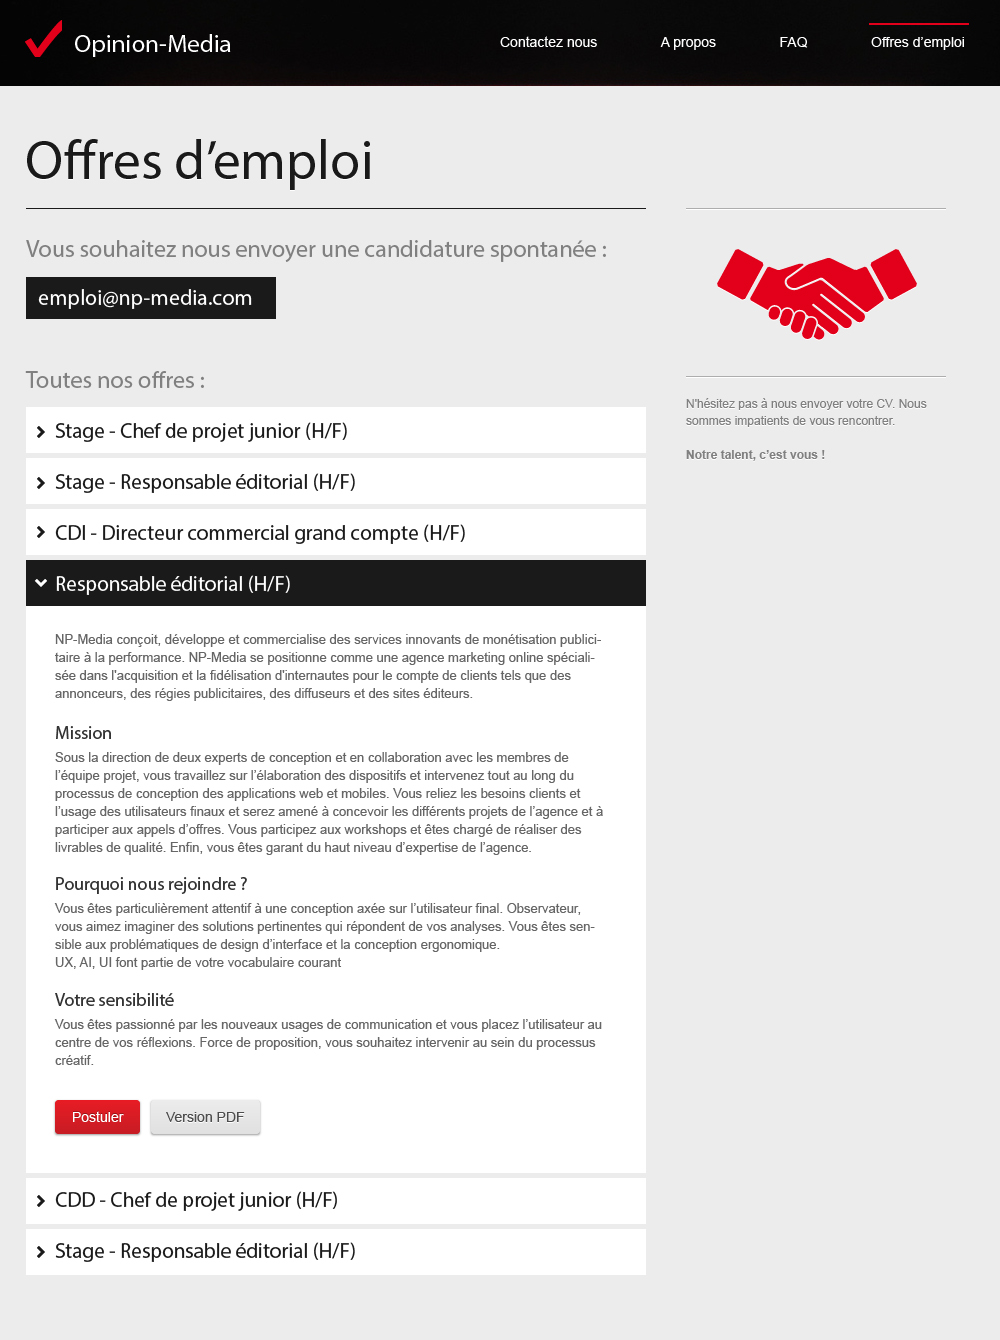 Opinion-Media
Contactez nous
A propos
FAQ
Offres d’emploi
Offres d’emploi
Vous souhaitez nous envoyer une candidature spontanée :
emploi@np-media.com
N'hésitez pas à nous envoyer votre CV. Nous
sommes impatients de vous rencontrer.
Notre talent, c’est vous !
Toutes nos offres :
Stage - Chef de projet junior (H/F)
Stage - Responsable éditorial (H/F)
CDI - Directeur commercial grand compte (H/F)
Responsable éditorial (H/F)
NP-Media conçoit, développe et commercialise des services innovants de monétisation publici-
taire à la performance. NP-Media se positionne comme une agence marketing online spéciali-
sée dans l'acquisition et la fidélisation d'internautes pour le compte de clients tels que des
annonceurs, des régies publicitaires, des diffuseurs et des sites éditeurs.
Mission
Sous la direction de deux experts de conception et en collaboration avec les membres de
l’équipe projet, vous travaillez sur l’élaboration des dispositifs et intervenez tout au long du
processus de conception des applications web et mobiles. Vous reliez les besoins clients et
l’usage des utilisateurs finaux et serez amené à concevoir les différents projets de l’agence et à
participer aux appels d’offres. Vous participez aux workshops et êtes chargé de réaliser des
livrables de qualité. Enfin, vous êtes garant du haut niveau d’expertise de l’agence.
Pourquoi nous rejoindre ?
Vous êtes particulièrement attentif à une conception axée sur l’utilisateur final. Observateur,
vous aimez imaginer des solutions pertinentes qui répondent de vos analyses. Vous êtes sen-
sible aux problématiques de design d’interface et la conception ergonomique.
UX, AI, UI font partie de votre vocabulaire courant
Votre sensibilité
Vous êtes passionné par les nouveaux usages de communication et vous placez l’utilisateur au
centre de vos réflexions. Force de proposition, vous souhaitez intervenir au sein du processus
créatif.
Postuler
Version PDF
CDD - Chef de projet junior (H/F)
Stage - Responsable éditorial (H/F)